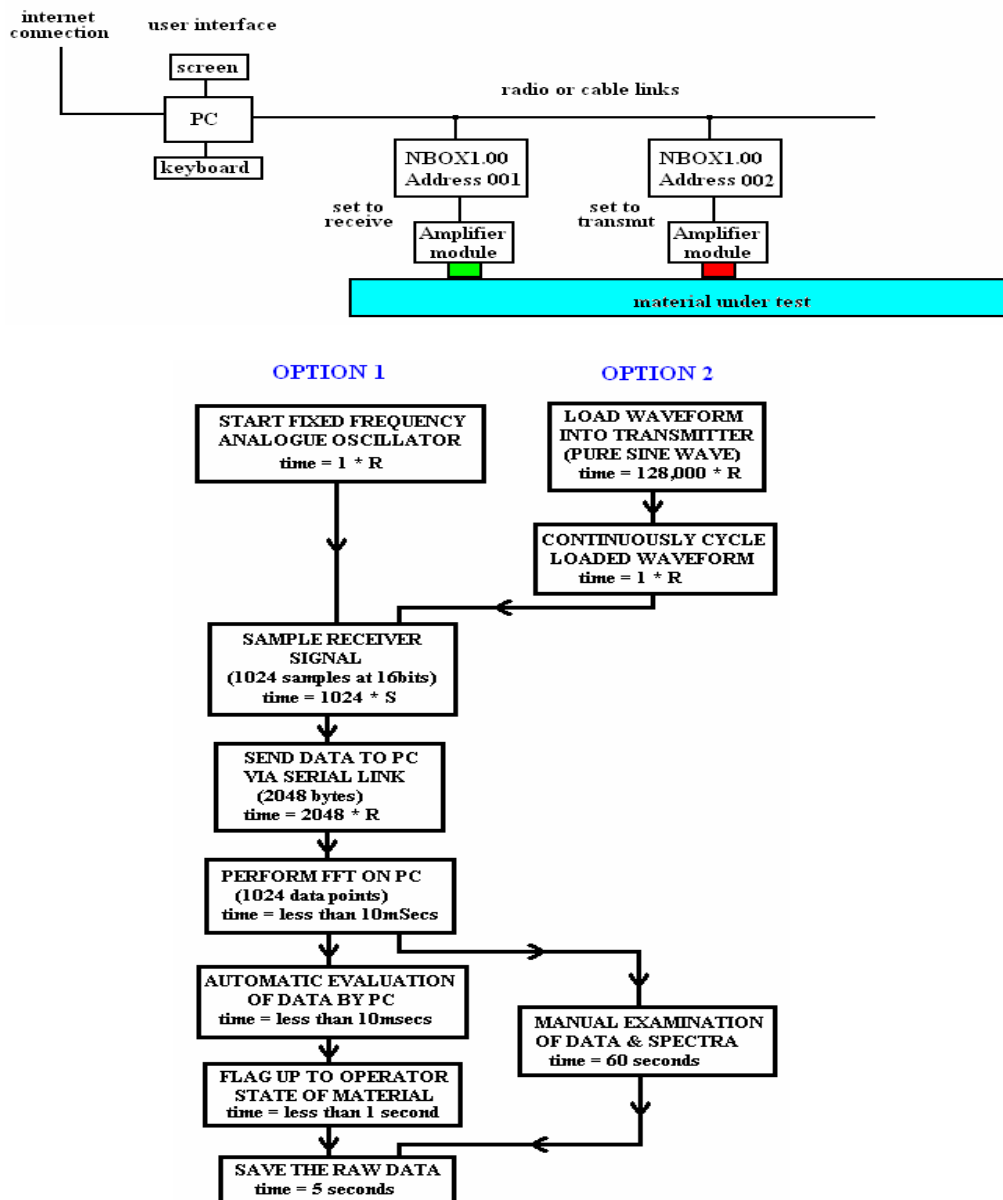 internet
connection
user interface
screen
PC
keyboard
radio or cable links
NBOX1.00
Address 001
NBOX1.00
Address 002
set to
receive
set to
transmit
Amplifier
module
Amplifier
module
material under test
OPTION 1
OPTION 2
START FIXED FREQUENCY
ANALOGUE OSCILLATOR
time = 1 * R
LOAD WAVEFORM
INTO TRANSMITTER
(PURE SINE WAVE)
time = 128,000 * R
CONTINUOUSLY CYCLE
LOADED WAVEFORM
time = 1 * R
SAMPLE RECEIVER
SIGNAL
(1024 samples at 16bits)
time = 1024 * S
SEND DATA TO PC
VIA SERIAL LINK
(2048 bytes)
time = 2048 * R
PERFORM FFT ON PC
(1024 data points)
time = less than 10mSecs
AUTOMATIC EVALUATION
OF DATA BY PC
time = less than 10msecs
MANUAL EXAMINATION
OF DATA & SPECTRA
time = 60 seconds
FLAG UP TO OPERATOR
STATE OF MATERIAL
time = less than 1 second
SAVE THE RAW DATA
time = 5 seconds